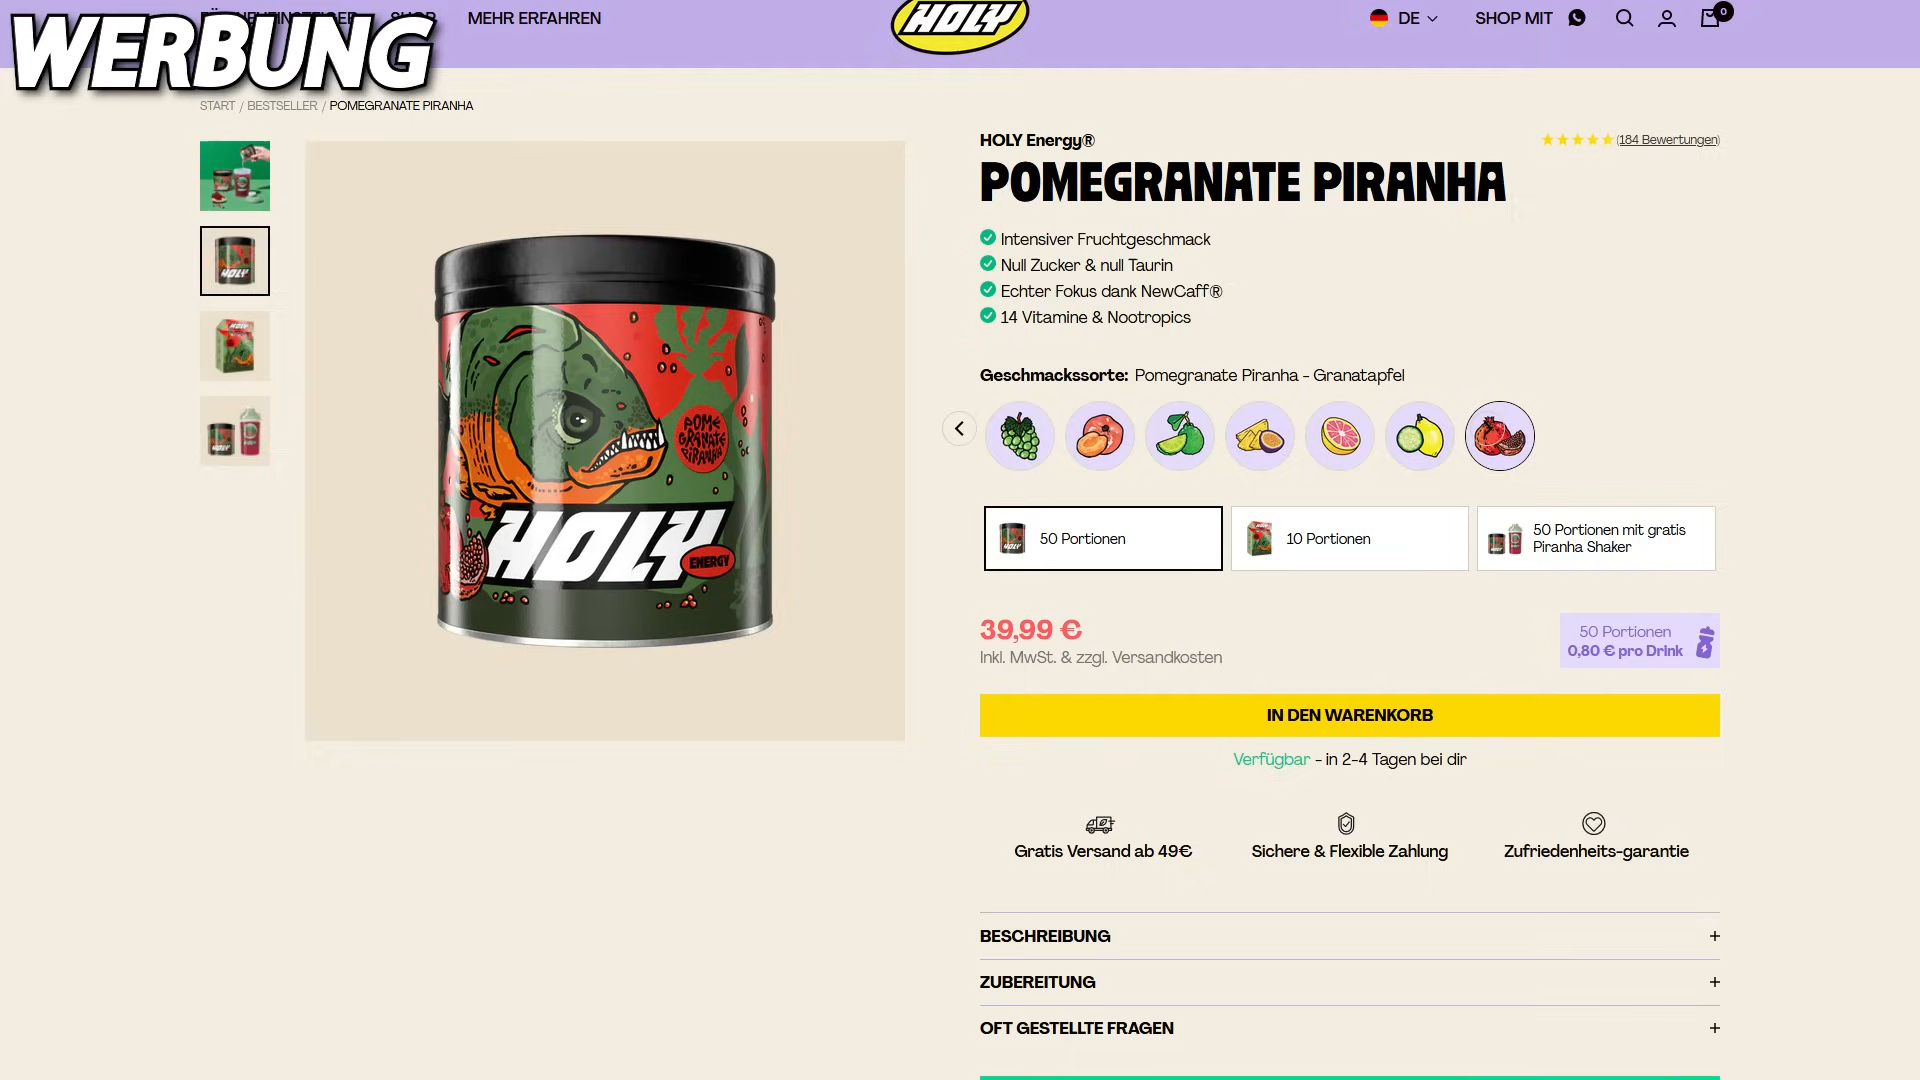 WERBUNG
SHOP
MEHR ERFAHREN
HOLY
DE
SHOP MIT
0
START / BESTSELLER / POMEGRANATE PIRANHA
HOLY Energy®
(184 Bewertungen)
POMEGRANATE PIRANHA
Intensiver Fruchtgeschmack
Null Zucker & null Taurin
Echter Fokus dank NewCaff®
14 Vitamine & Nootropics
Geschmackssorte: Pomegranate Piranha - Granatapfel
POMEGRANATE PIRANHA
HOLY
ENERGY
50 Portionen
10 Portionen
50 Portionen mit gratis
Piranha Shaker
39,99 €
Inkl. MwSt. & zzgl. Versandkosten
50 Portionen
0,80 € pro Drink
IN DEN WARENKORB
Verfügbar - in 2-4 Tagen bei dir
Gratis Versand ab 49€
Sichere & Flexible Zahlung
Zufriedenheits-garantie
BESCHREIBUNG +
ZUBEREITUNG +
OFT GESTELLTE FRAGEN +